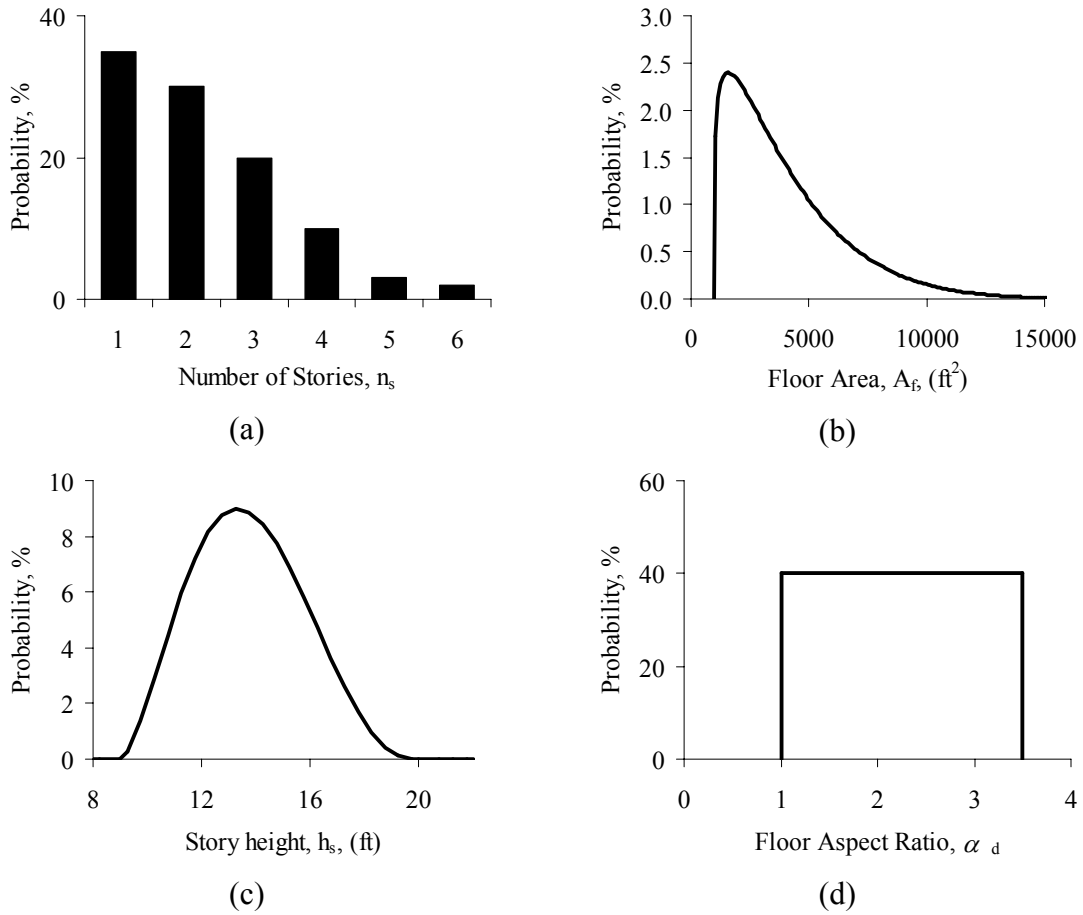 40
20
0
Probability, %
1 2 3 4 5 6
Number of Stories, nₛ
(a)
3.0
2.5
2.0
1.5
1.0
0.5
0.0
Probability, %
0 5000 10000 15000
Floor Area, A_f, (ft²)
(b)
10
8
6
4
2
0
Probability, %
8 12 16 20
Story height, hₛ, (ft)
(c)
60
40
20
0
Probability, %
0 1 2 3 4
Floor Aspect Ratio, α d
(d)